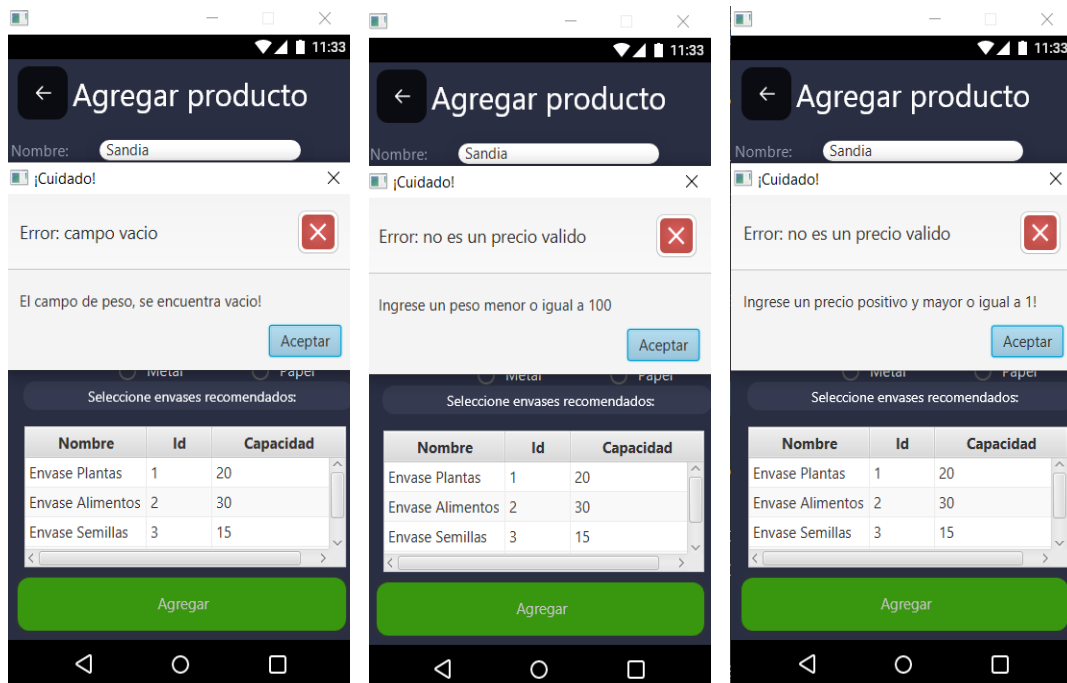 11:33
Agregar producto
Nombre: Sandia
¡Cuidado!
Error: campo vacio
El campo de peso, se encuentra vacio!
Aceptar
Metal Papel
Seleccione envases recomendados:
Nombre Id Capacidad
Envase Plantas 1 20
Envase Alimentos 2 30
Envase Semillas 3 15
Agregar
11:33
Agregar producto
Nombre: Sandia
¡Cuidado!
Error: no es un precio valido
Ingrese un peso menor o igual a 100
Aceptar
Metal Papel
Seleccione envases recomendados:
Nombre Id Capacidad
Envase Plantas 1 20
Envase Alimentos 2 30
Envase Semillas 3 15
Agregar
11:33
Agregar producto
Nombre: Sandia
¡Cuidado!
Error: no es un precio valido
Ingrese un precio positivo y mayor o igual a 1!
Aceptar
Metal Papel
Seleccione envases recomendados:
Nombre Id Capacidad
Envase Plantas 1 20
Envase Alimentos 2 30
Envase Semillas 3 15
Agregar